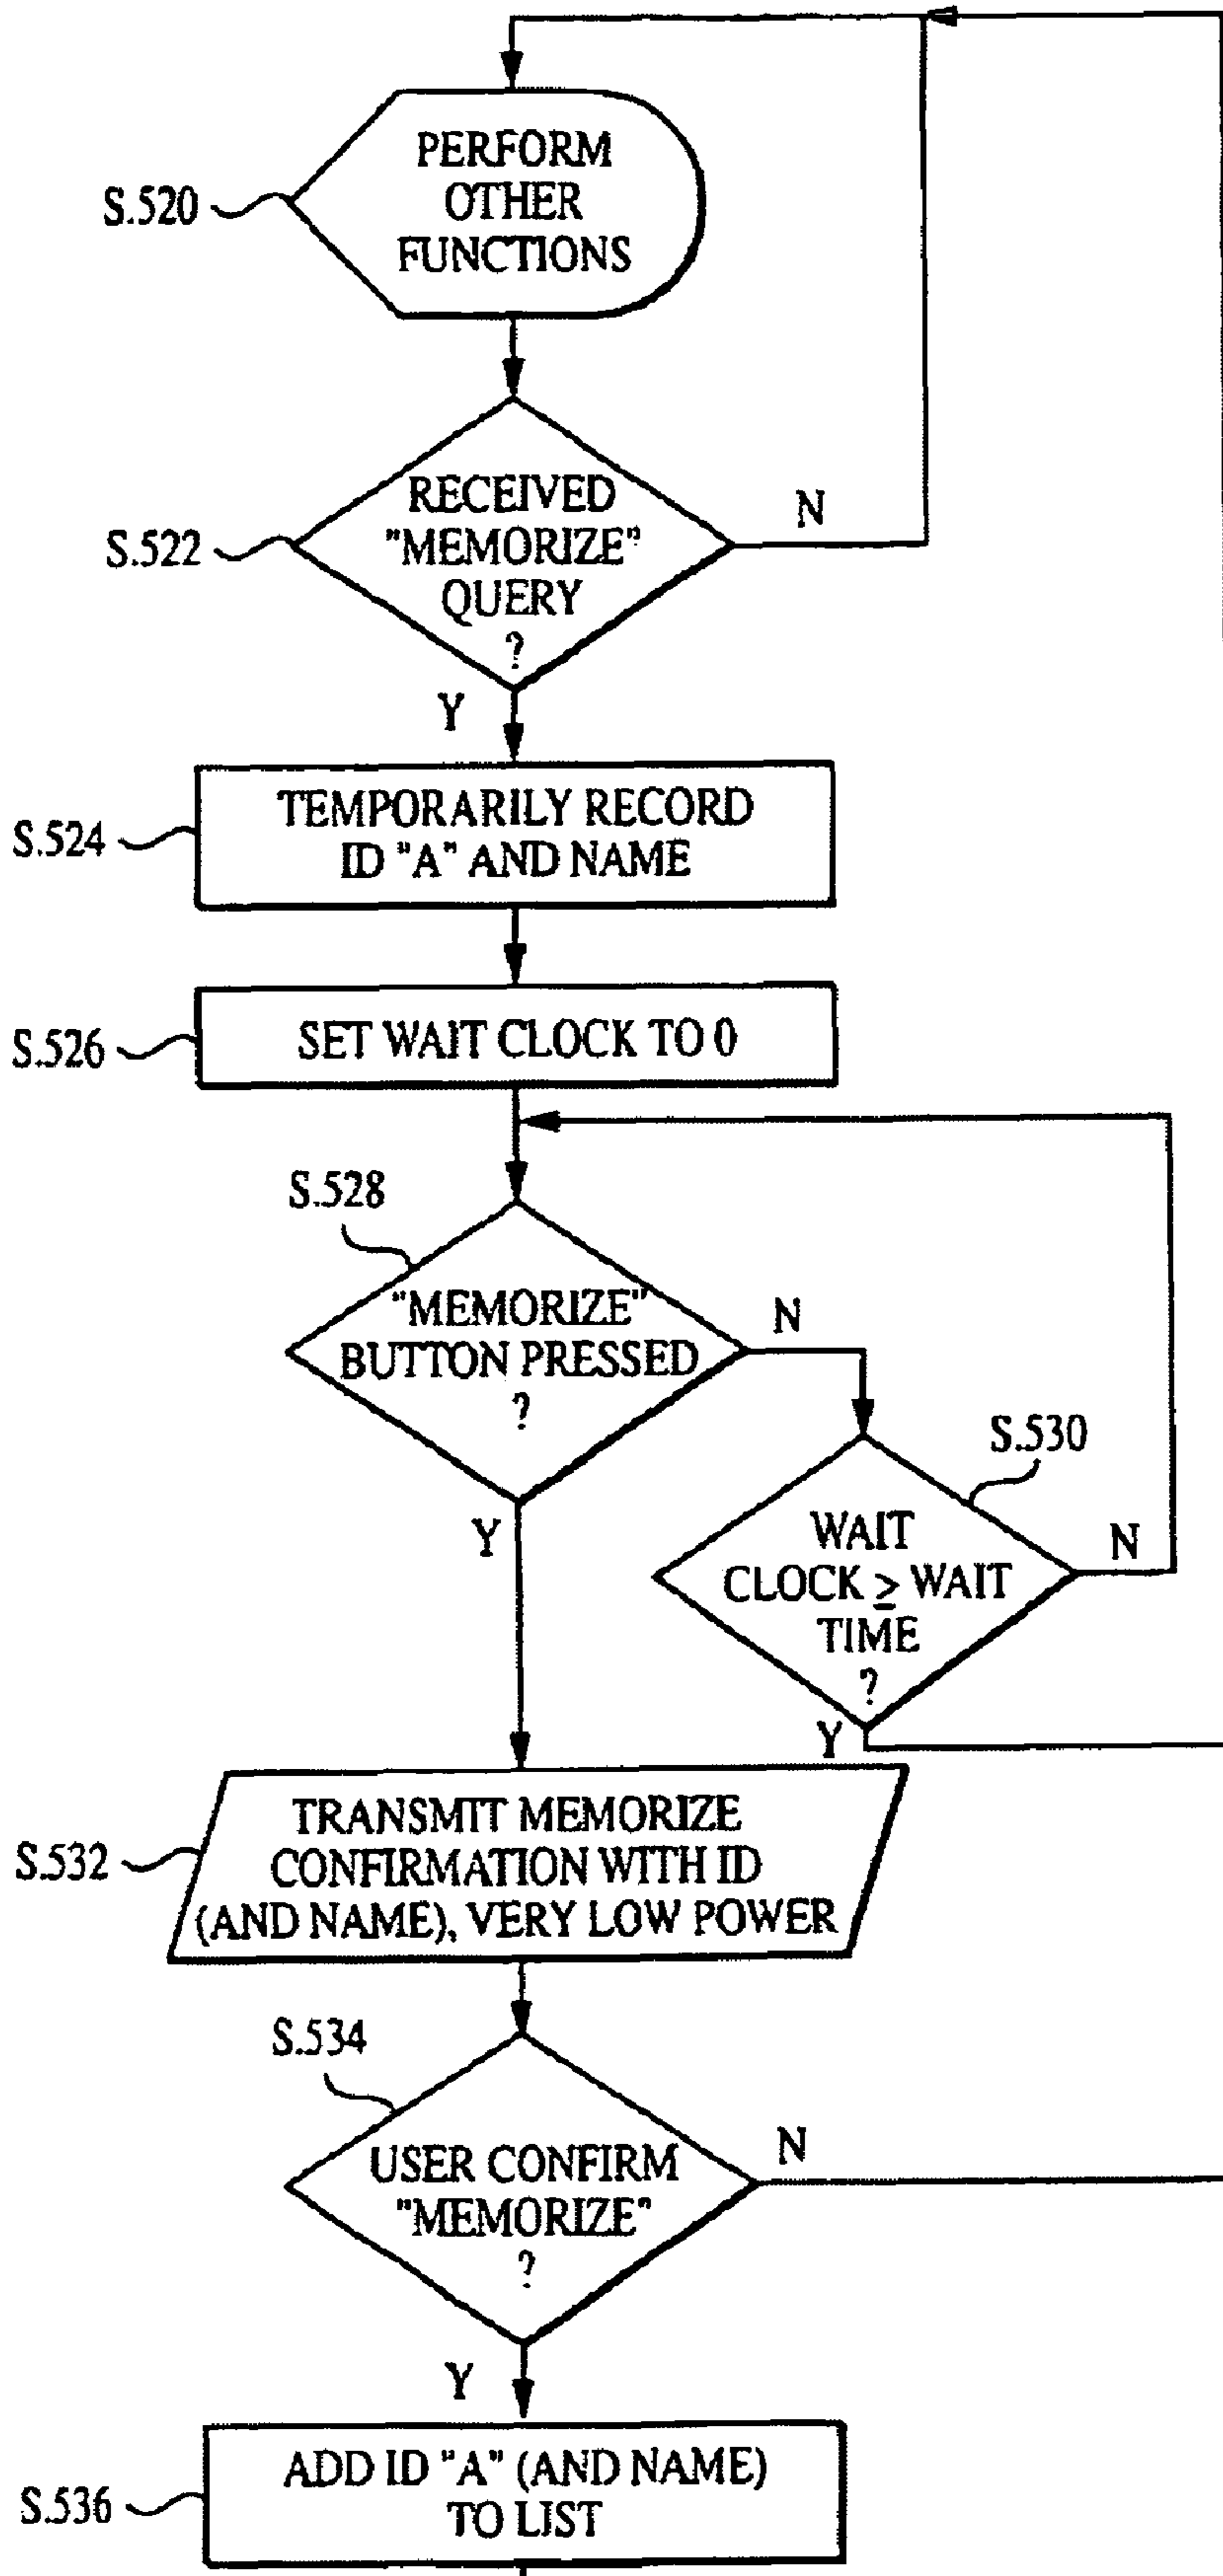 S.520
PERFORM
OTHER
FUNCTIONS
S.522
RECEIVED
"MEMORIZE"
QUERY
?
N
Y
S.524
TEMPORARILY RECORD
ID "A" AND NAME
S.526
SET WAIT CLOCK TO 0
S.528
"MEMORIZE"
BUTTON PRESSED
?
N
Y
S.530
WAIT
CLOCK ≥ WAIT
TIME
?
N
Y
S.532
TRANSMIT MEMORIZE
CONFIRMATION WITH ID
(AND NAME), VERY LOW POWER
S.534
USER CONFIRM
"MEMORIZE"
?
N
Y
S.536
ADD ID "A" (AND NAME)
TO LIST